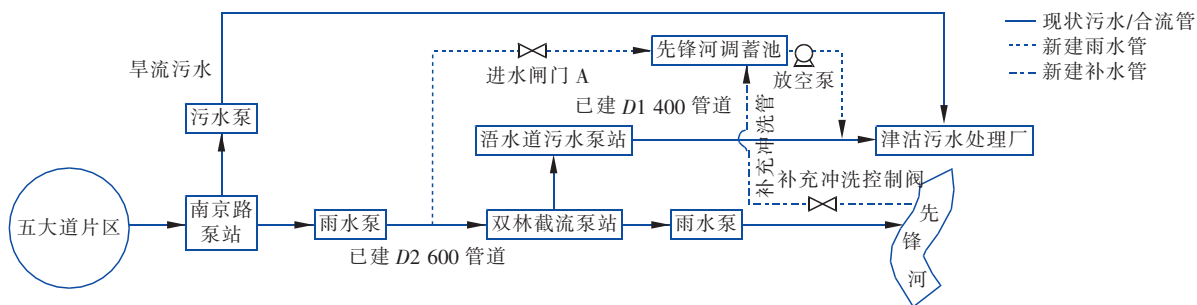 现状污水/合流管
新建雨水管
新建补水管
先锋河调蓄池
进水闸门 A
放空泵
旱流污水
污水泵
已建 D1 400 管道
补充冲洗管
浯水道污水泵站
津沽污水处理厂
补充冲洗控制阀
五大道片区
南京路
泵站
雨水泵
双林截流泵站
雨水泵
先
锋
河
已建 D2 600 管道